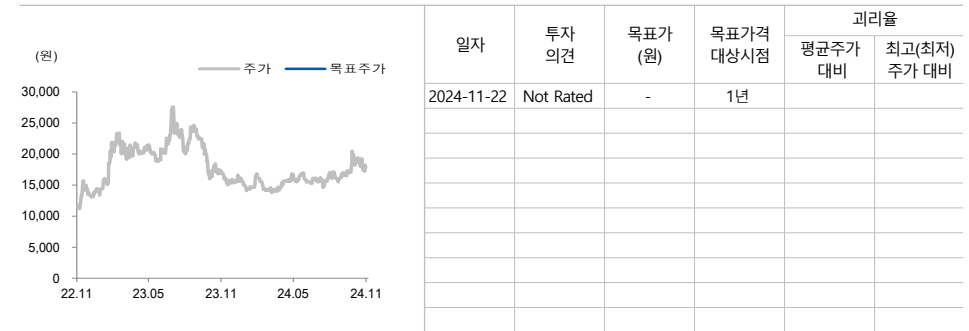 (원)
주가 목표주가
30,000
25,000
20,000
15,000
10,000
5,000
0
22.11 23.05 23.11 24.05 24.11
일자 투자 의견 목표가 (원) 목표가격 대상시점 괴리율
평균주가 대비 최고(최저) 주가 대비
2024-11-22 Not Rated - 1년